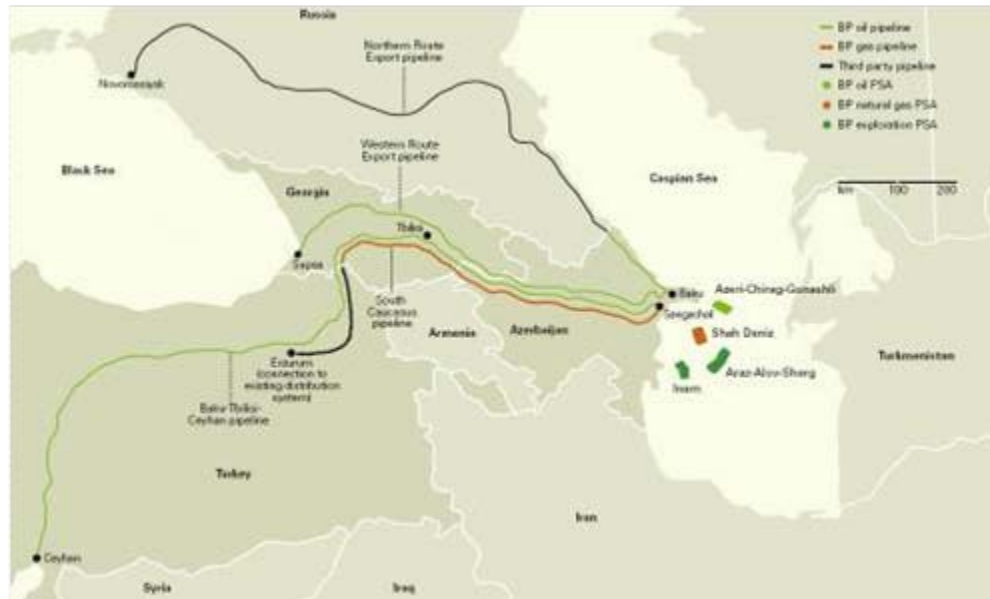 Russia
Northern Route
Export pipeline
BP oil pipeline
BP gas pipeline
Third party pipeline
BP oil PSA
BP natural gas PSA
BP exploration PSA
Novorossiysk
km 100 200
Western Route
Export pipeline
Black Sea
Caspian Sea
Georgia
Tbilisi
Supsa
Baku
Azeri-Chirag-Gunashli
Sangachal
South
Caucasus
pipeline
Armenia
Azerbaijan
Shah Deniz
Turkmenistan
Erzurum
(connection to
existing distribution
system)
Araz-Alov-Sharg
Inam
Baku-Tbilisi-
Ceyhan pipeline
Turkey
Iran
Ceyhan
Syria
Iraq